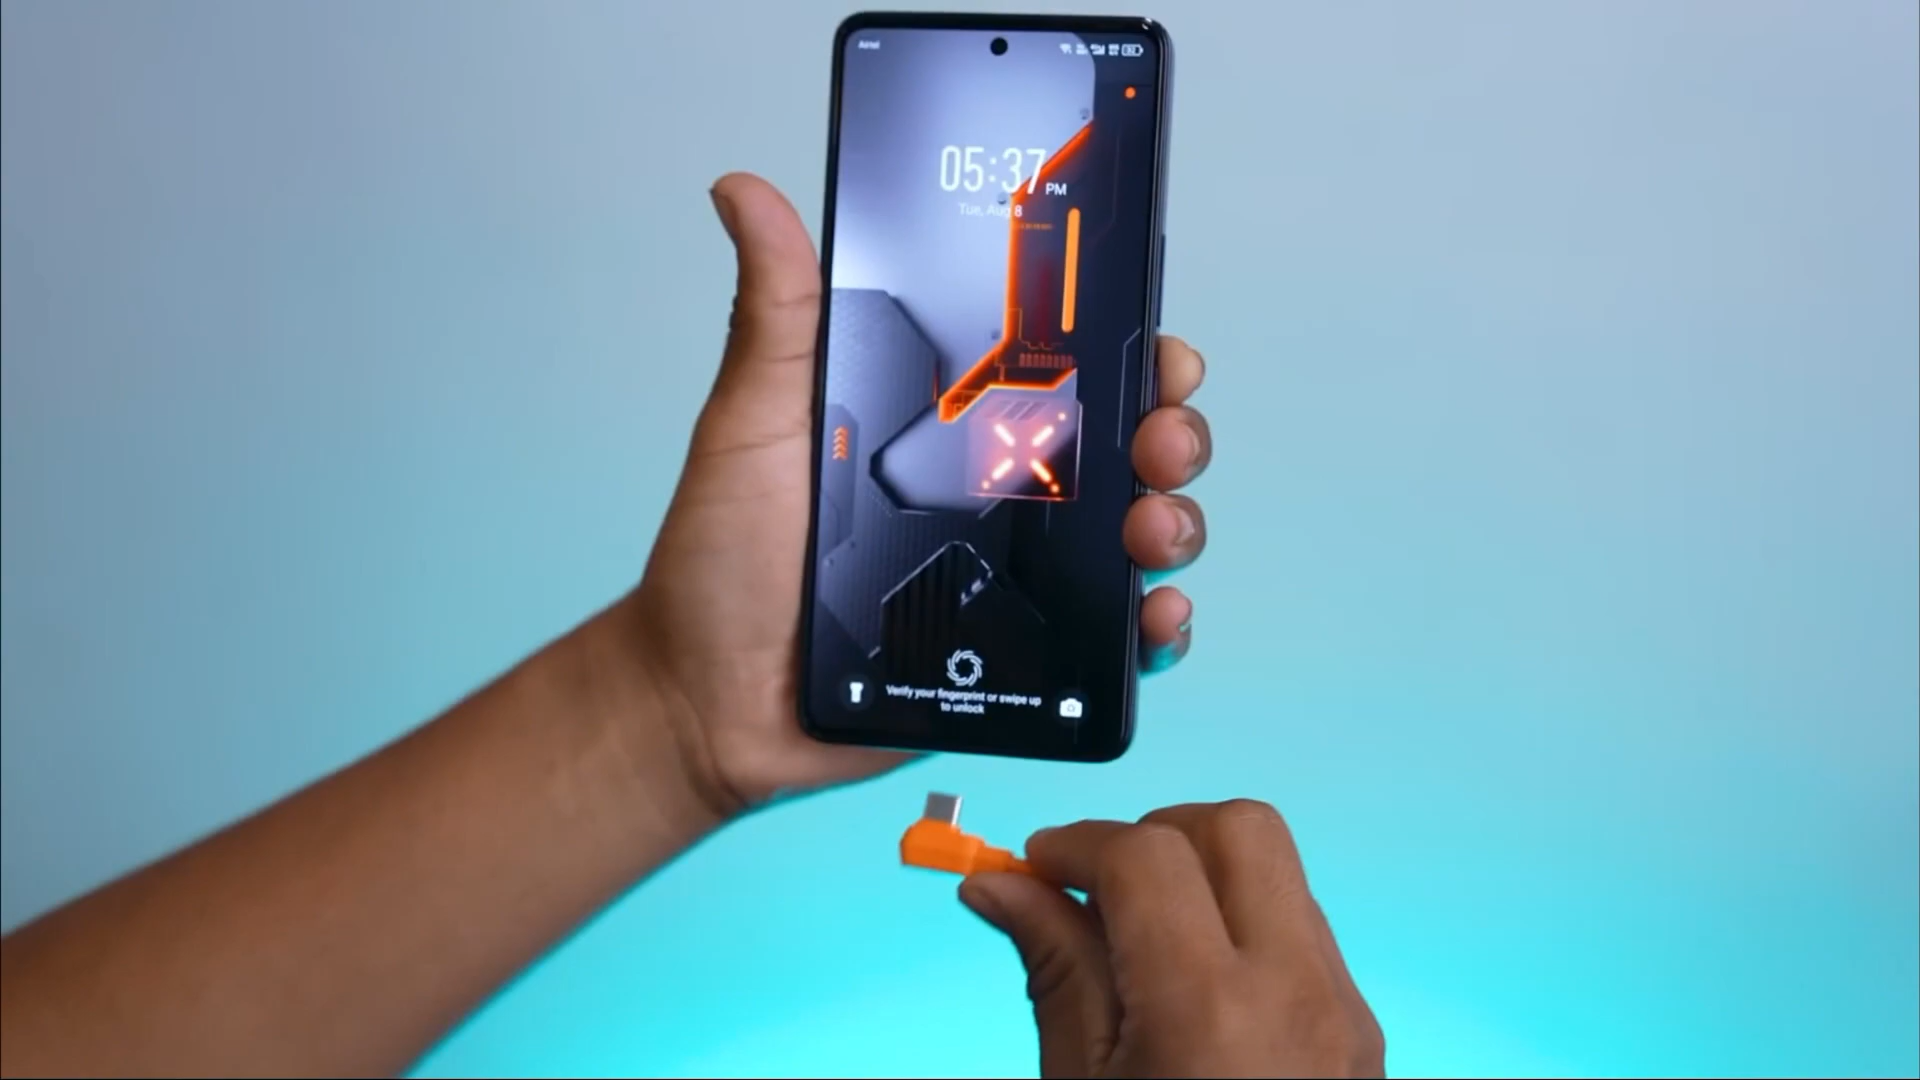 Airtel
05:37 PM
Tue, Aug 8
Verify your fingerprint or swipe up
to unlock